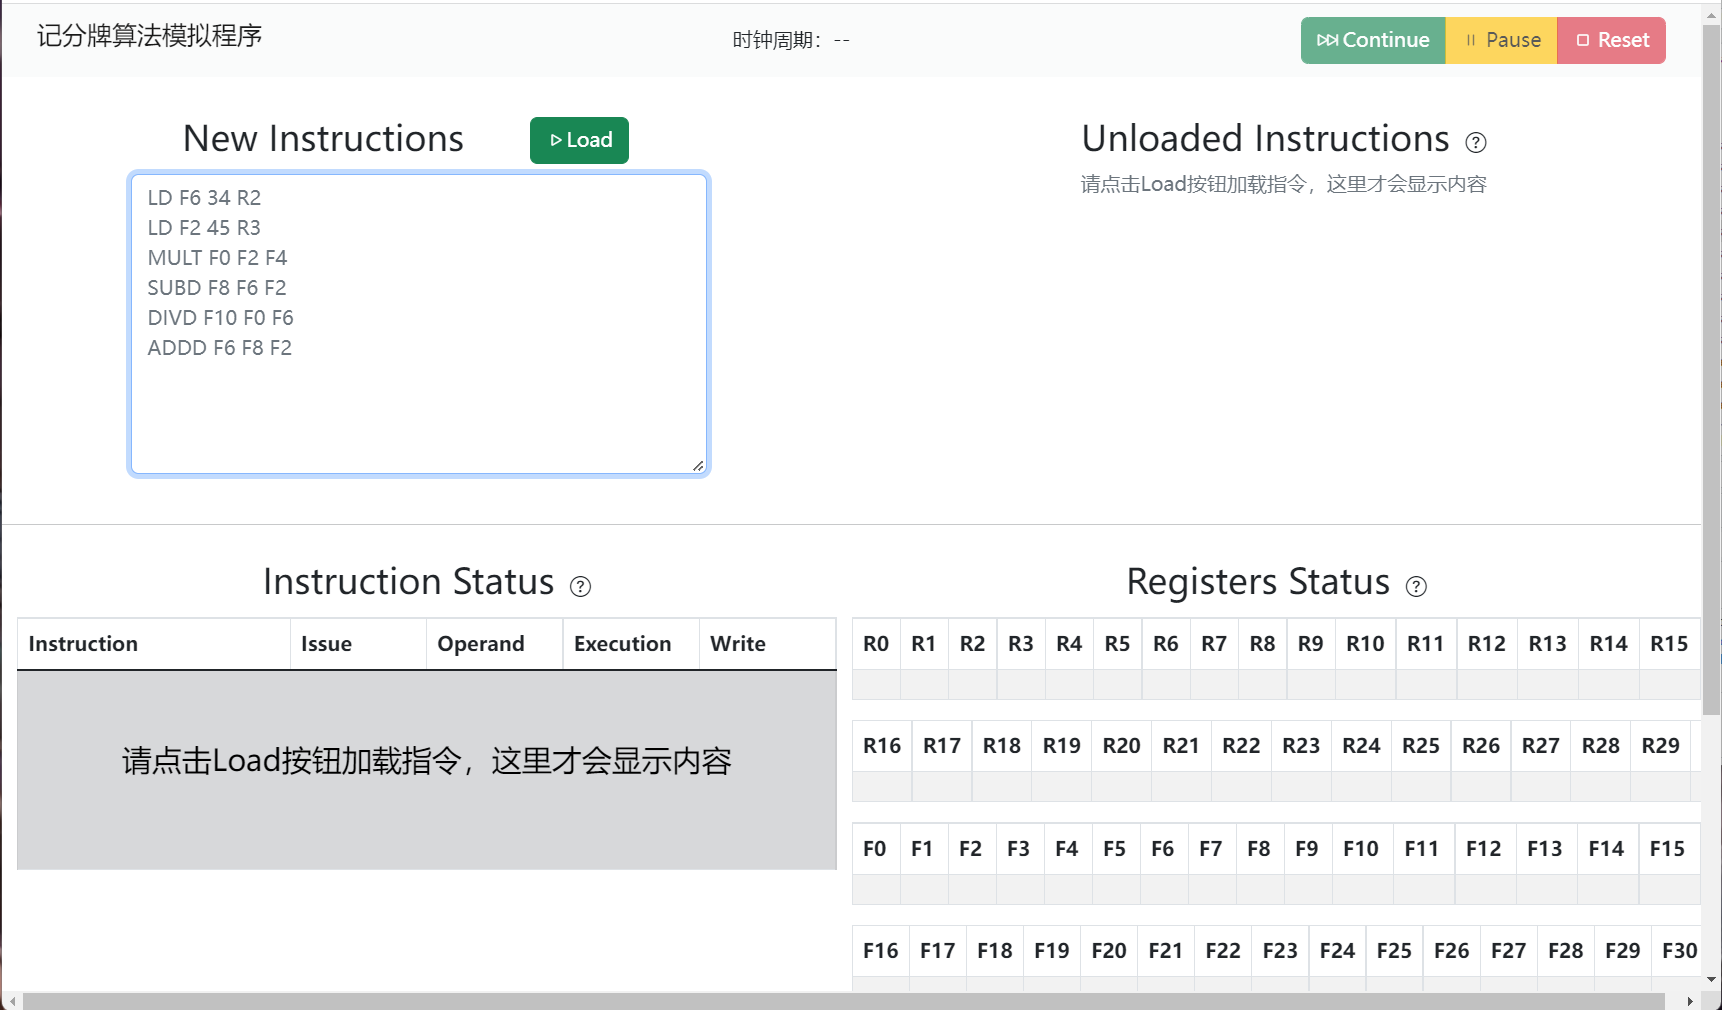 记分牌算法模拟程序
时钟周期：--
Continue
Pause
Reset
New Instructions
Load
LD F6 34 R2
LD F2 45 R3
MULT F0 F2 F4
SUBD F8 F6 F2
DIVD F10 F0 F6
ADDD F6 F8 F2
Unloaded Instructions
请点击Load按钮加载指令，这里才会显示内容
Instruction Status
Instruction Issue Operand Execution Write
请点击Load按钮加载指令，这里才会显示内容
Registers Status
R0 R1 R2 R3 R4 R5 R6 R7 R8 R9 R10 R11 R12 R13 R14 R15
R16 R17 R18 R19 R20 R21 R22 R23 R24 R25 R26 R27 R28 R29
F0 F1 F2 F3 F4 F5 F6 F7 F8 F9 F10 F11 F12 F13 F14 F15
F16 F17 F18 F19 F20 F21 F22 F23 F24 F25 F26 F27 F28 F29 F30